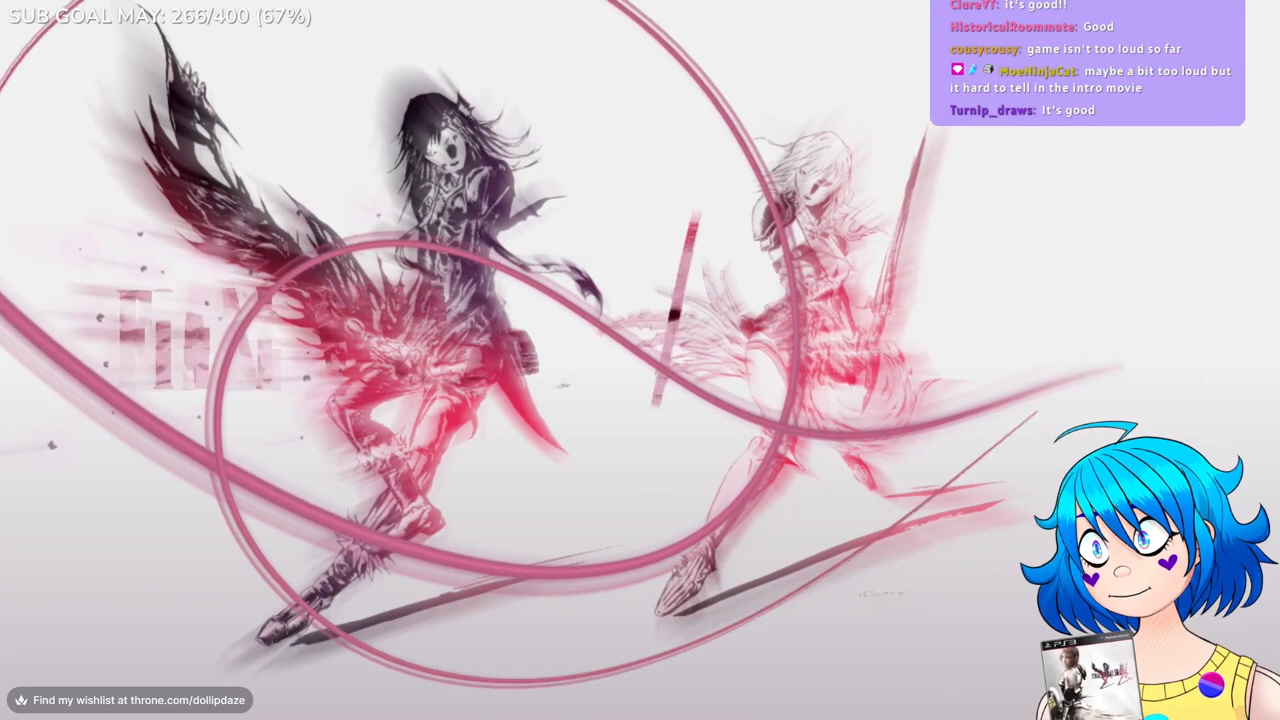 SUB GOAL MAY: 266/400 (67%)
ClureVT: it's good!!
HistoricalRoommate: Good
cousycousy: game isn't too loud so far
MoeNinjaCat: maybe a bit too loud but
it hard to tell in the intro movie
Turnip_draws: It's good
PS3
Find my wishlist at throne.com/dollipdaze